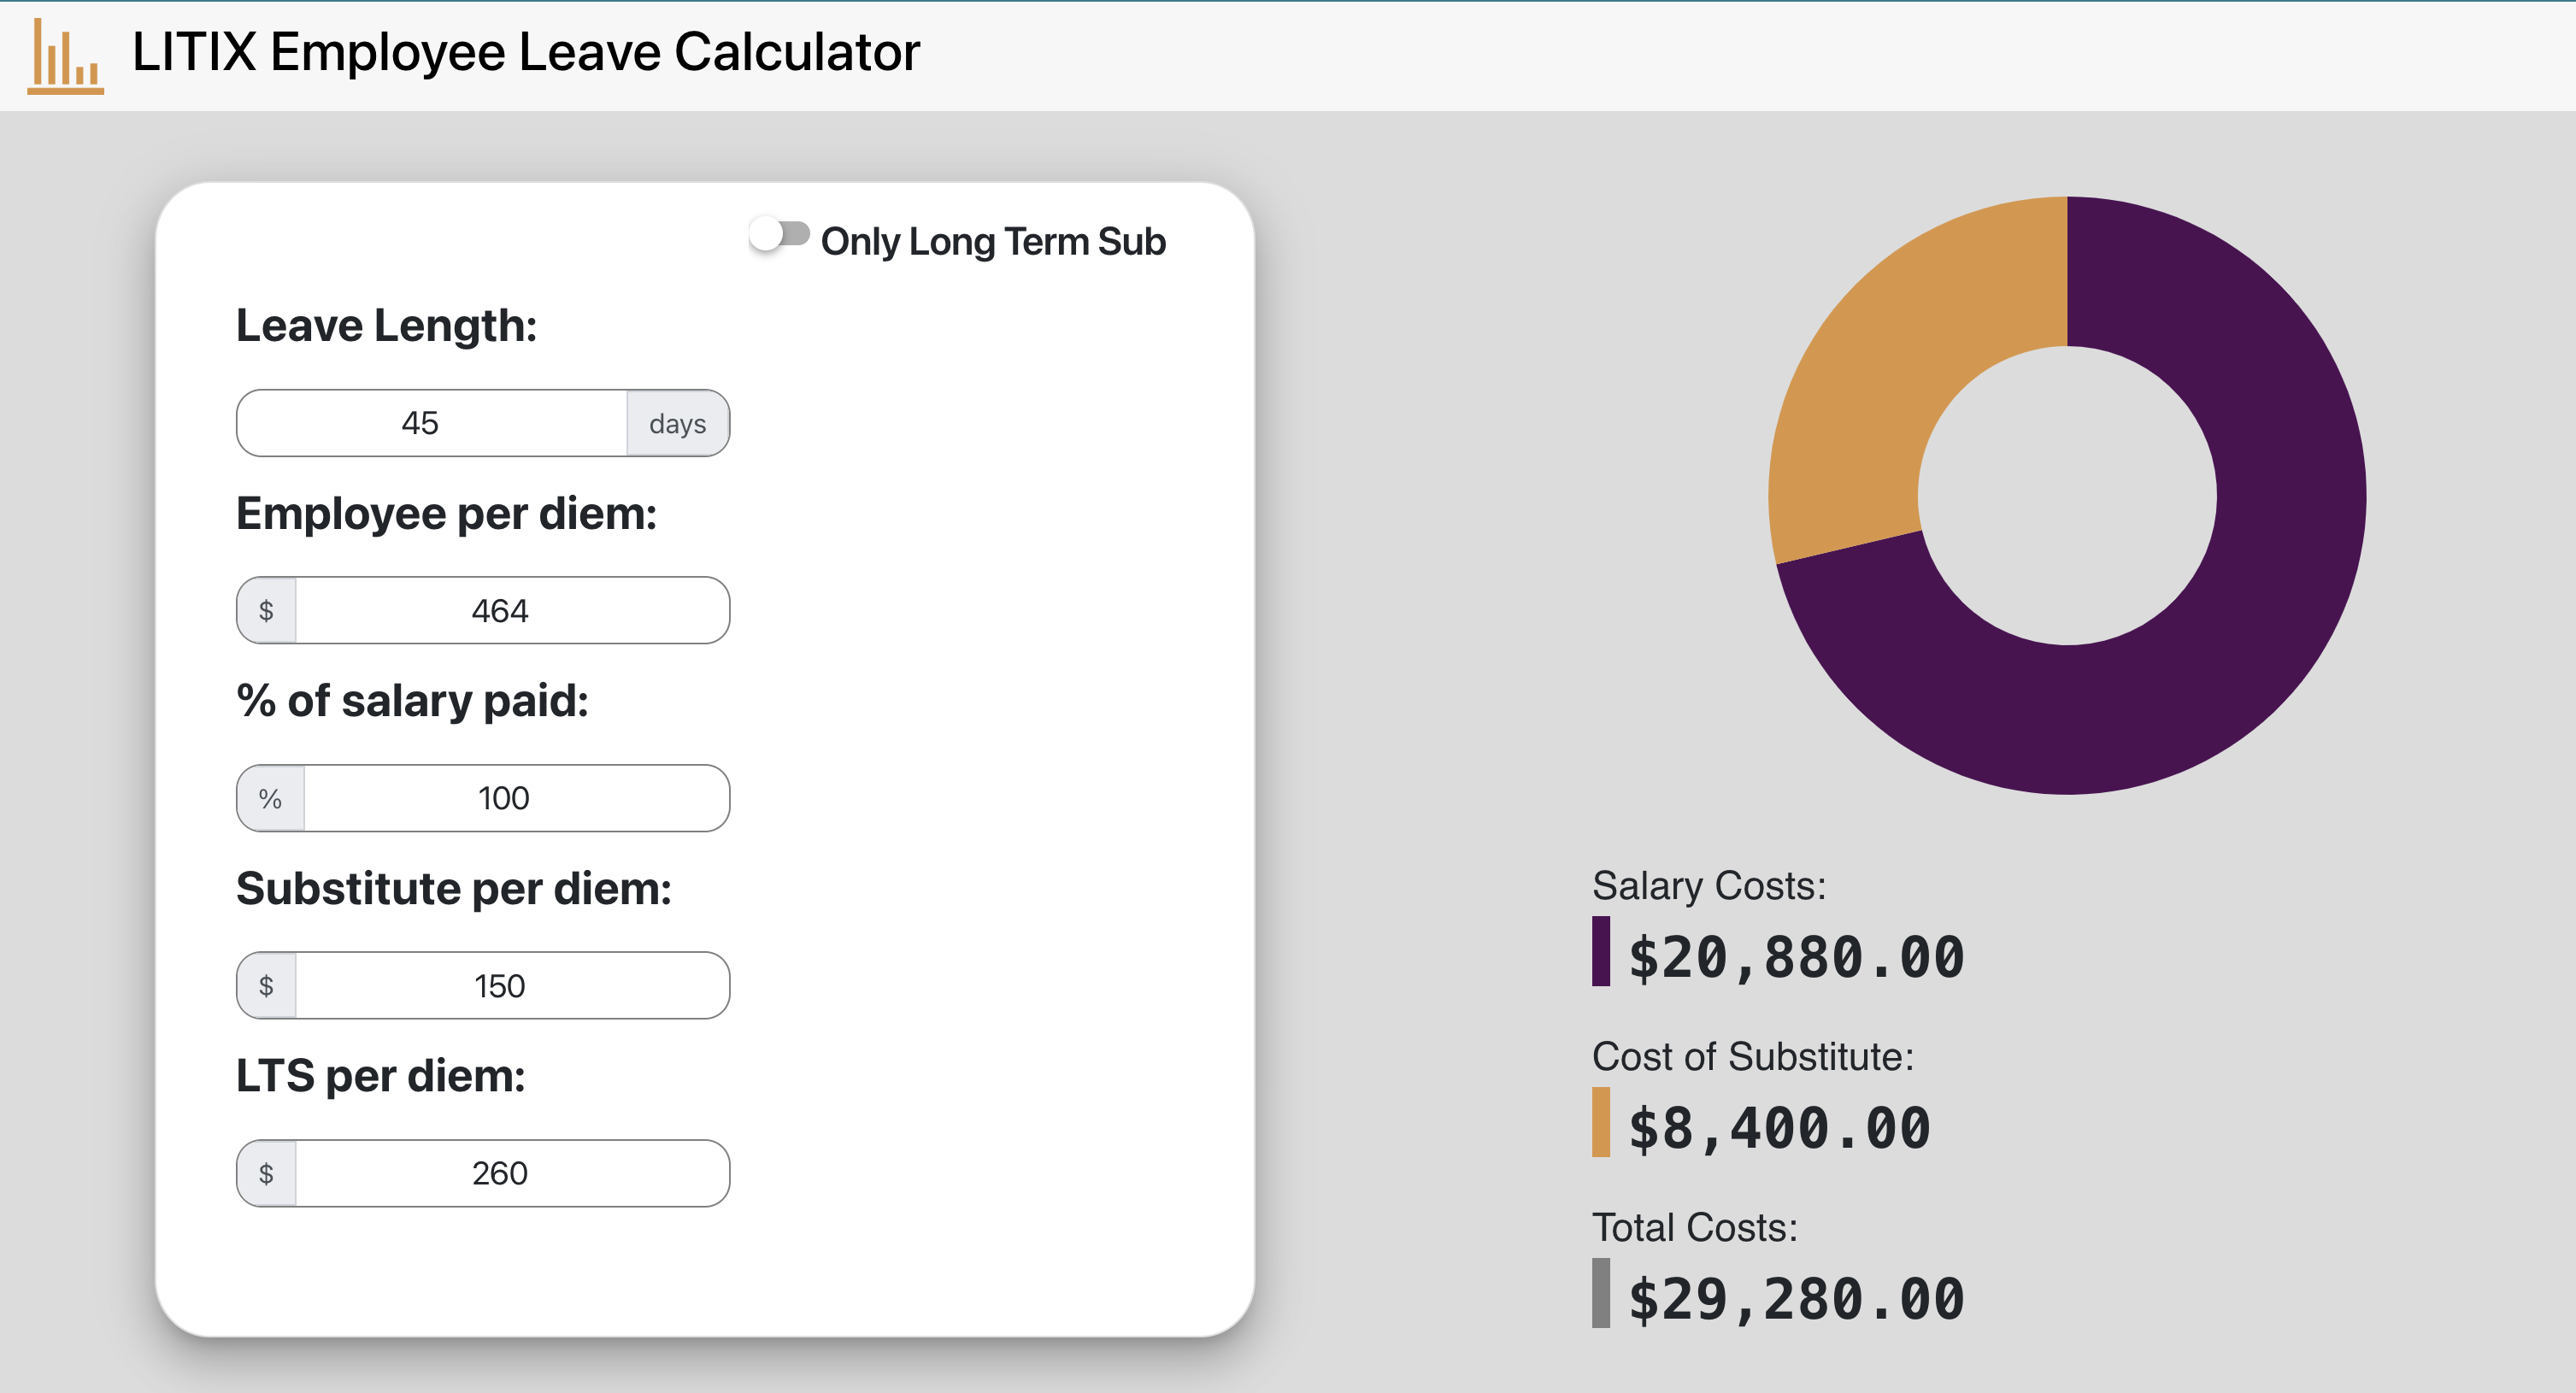 LITIX Employee Leave Calculator
Only Long Term Sub
Leave Length:
45 days
Employee per diem:
$ 464
% of salary paid:
% 100
Substitute per diem:
$ 150
LTS per diem:
$ 260
Salary Costs:
$20,880.00
Cost of Substitute:
$8,400.00
Total Costs:
$29,280.00